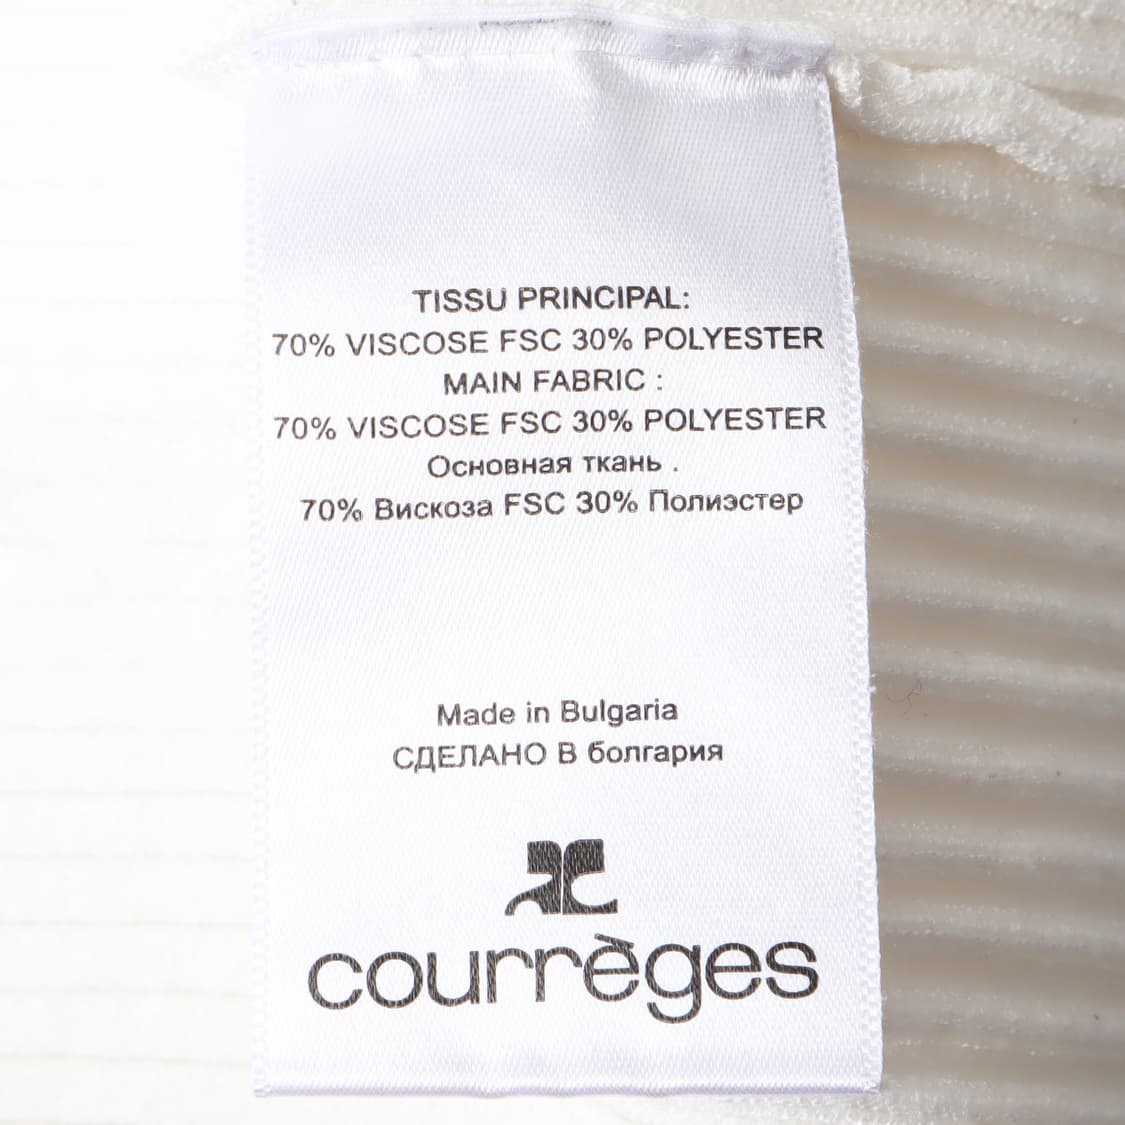 TISSU PRINCIPAL:
70% VISCOSE FSC 30% POLYESTER
MAIN FABRIC :
70% VISCOSE FSC 30% POLYESTER
Основная ткань .
70% Вискоза FSC 30% Полиэстер
Made in Bulgaria
СДЕЛАНО В болгария
courrèges